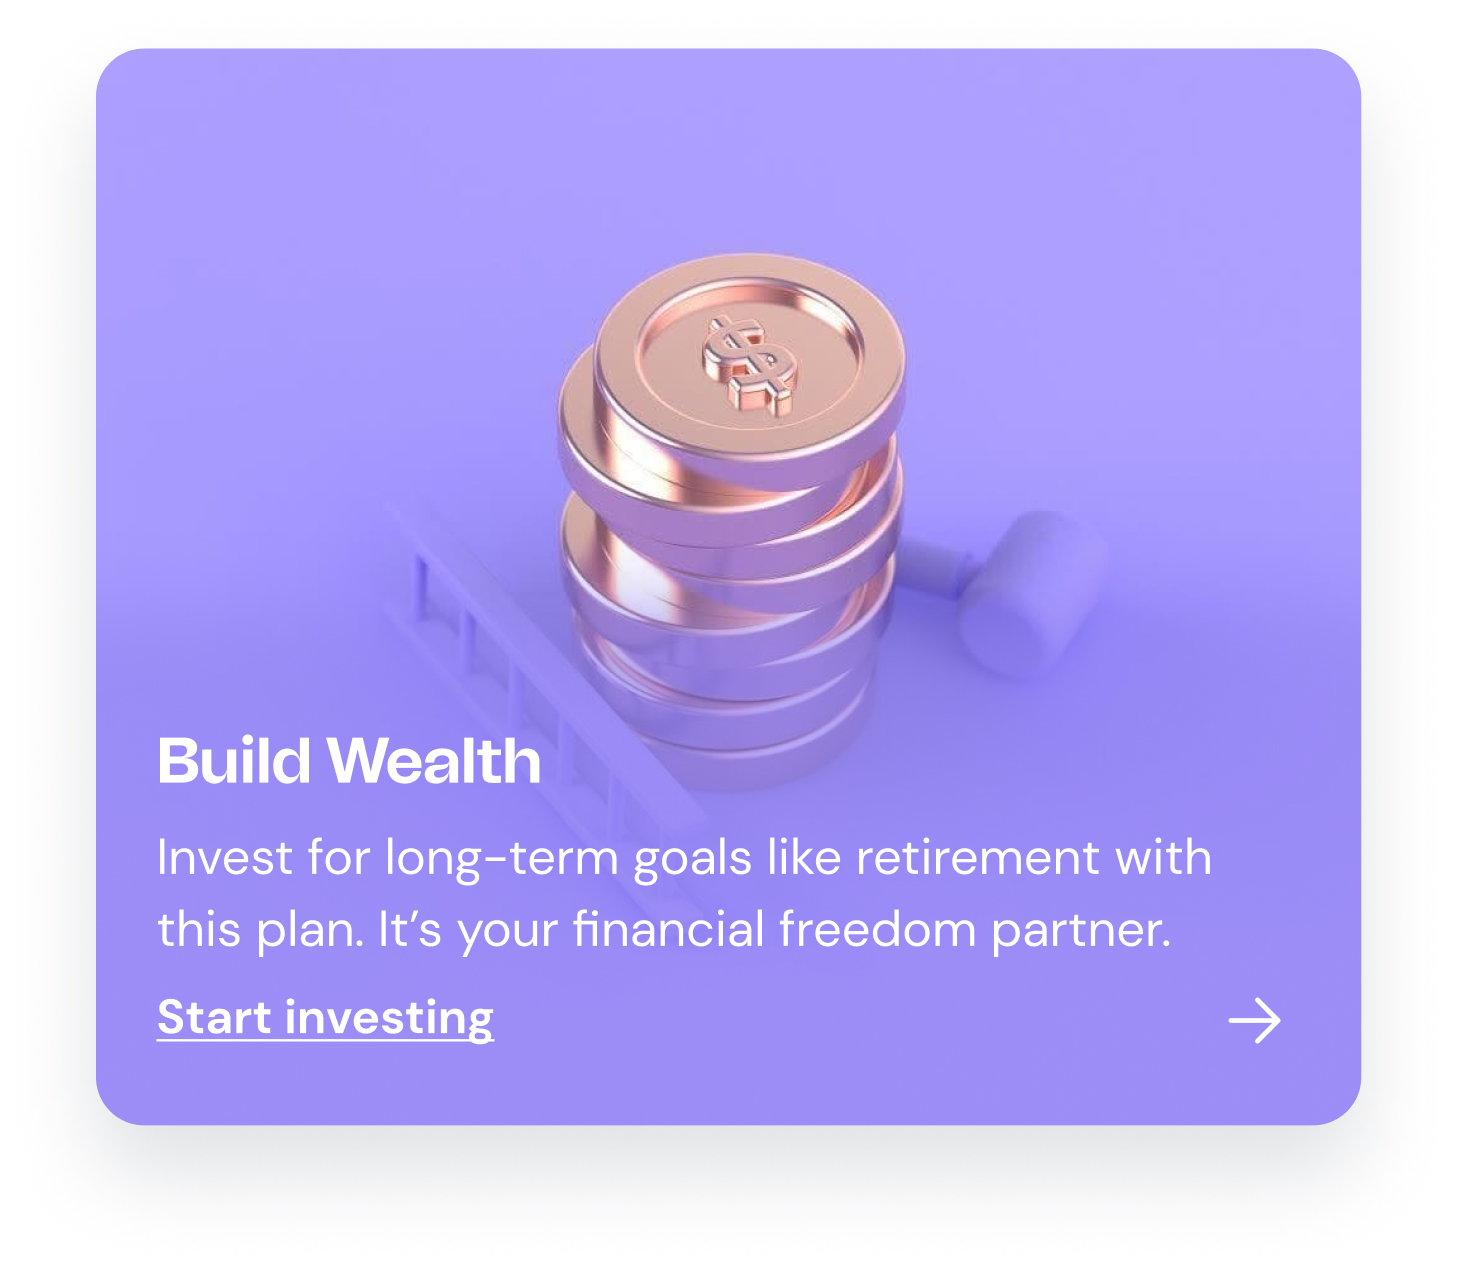 $
Build Wealth
Invest for long-term goals like retirement with
this plan. It’s your financial freedom partner.
Start investing